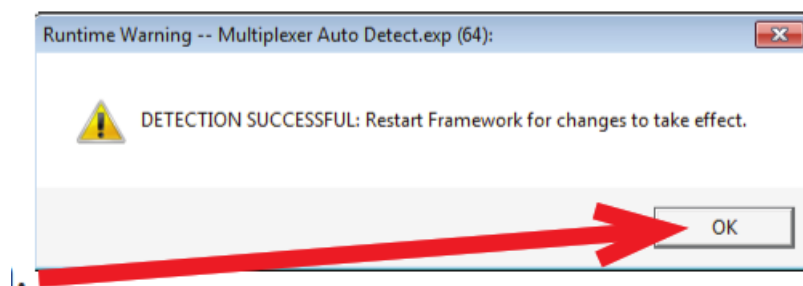 Runtime Warning -- Multiplexer Auto Detect.exp (64):
DETECTION SUCCESSFUL: Restart Framework for changes to take effect.
OK